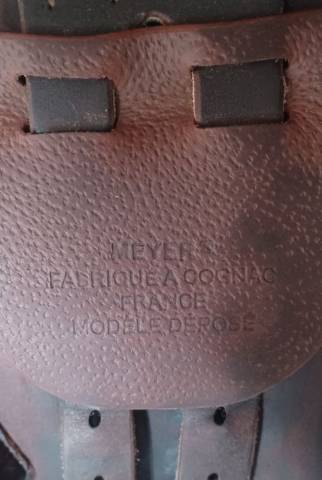 MEYER'S
FABRIQUE A COGNAC
FRANCE
MODELE DEPOSE